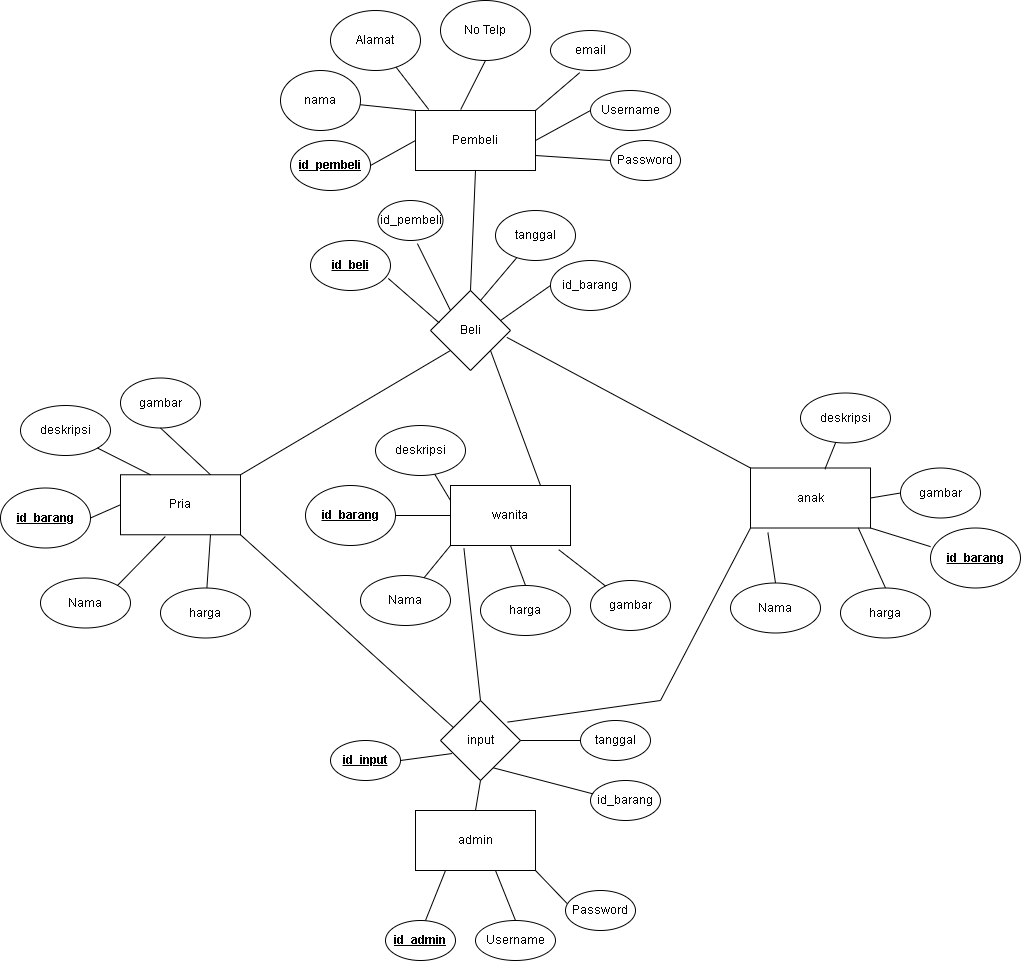 No Telp
Alamat
email
nama
Username
Pembeli
Password
id_pembeli
id_pembeli
tanggal
id_beli
id_barang
Beli
gambar
deskripsi
deskripsi
deskripsi
gambar
id_barang
Pria
id_barang
wanita
anak
id_barang
Nama
harga
Nama
harga
gambar
Nama
harga
input
tanggal
id_input
id_barang
admin
Password
id_admin
Username